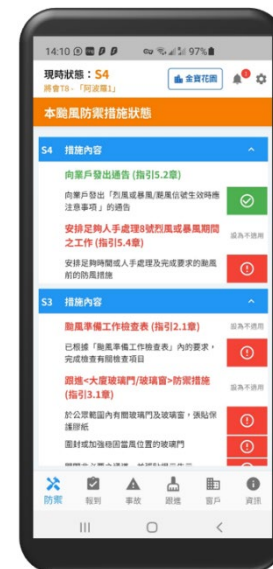 14:10 97%
現時狀態：S4
將會T8 -「阿波羅1」
金寶花園
本颱風防禦措施狀態
S4 措施內容
向業戶發出通告 (指引5.2章)
向業戶發出「烈風或暴風/颶風信號生效時應
注意事項」的通告
安排足夠人手處理8號烈風或暴風期間
之工作 (指引5.4章)
設為不適用
安排足夠時間或人手處理及完成要求的颱風
前的防風措施
S3 措施內容
颱風準備工作檢查表 (指引2.1章)
設為不適用
已根據「颱風準備工作檢查表」內的要求，
完成檢查有關檢查項目
跟進<大廈玻璃門/玻璃窗>防禦措施
(指引3.1章)
設為不適用
於公眾範圍內有關玻璃門及玻璃窗，張貼保
護膠紙
圍封或加強穩固當風位置的玻璃門
防禦 報到 事故 跟進 窗戶 資訊